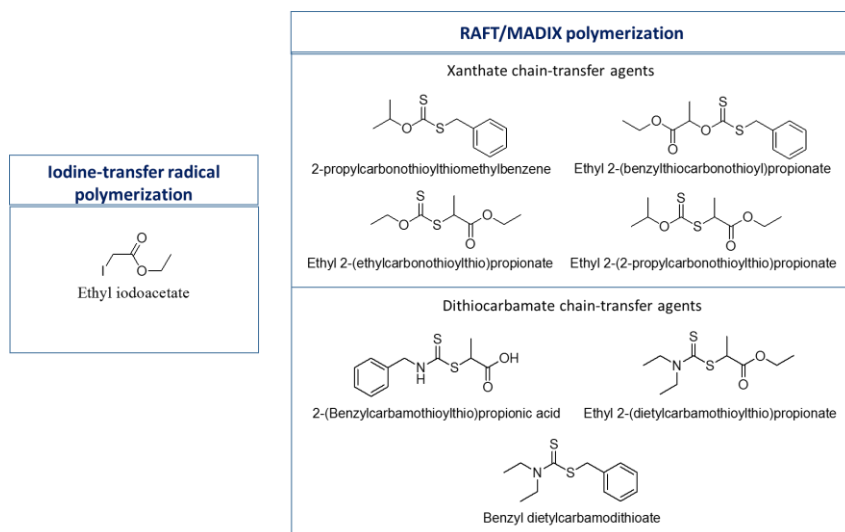 Iodine-transfer radical
polymerization
I
O
O
Ethyl iodoacetate
RAFT/MADIX polymerization
Xanthate chain-transfer agents
S
O
S
2-propylcarbonothioylthiomethylbenzene
O
O
O
S
S
Ethyl 2-(benzylthiocarbonothioyl)propionate
S
O
S
O
O
Ethyl 2-(ethylcarbonothioylthio)propionate
S
O
S
O
O
Ethyl 2-(2-propylcarbonothioylthio)propionate
Dithiocarbamate chain-transfer agents
S
N
H
S
OH
O
2-(Benzylcarbamothioylthio)propionic acid
S
N
S
O
O
Ethyl 2-(dietylcarbamothioylthio)propionate
S
N
S
Benzyl dietylcarbamodithioate